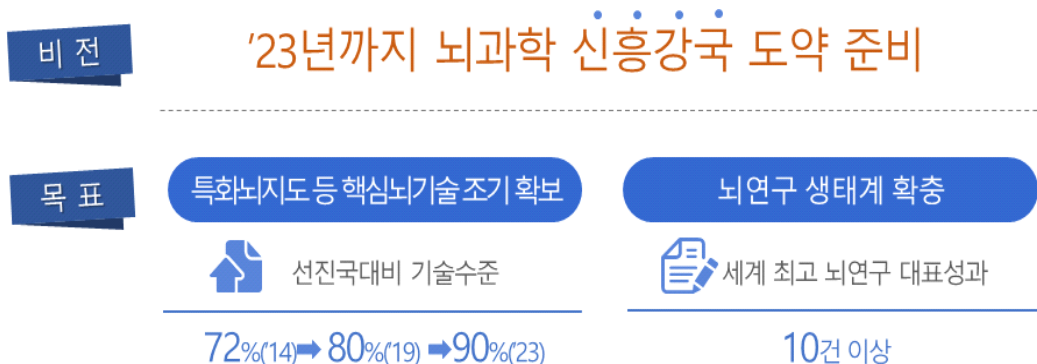 비전
'23년까지 뇌과학 신흥강국 도약 준비
목표
특화뇌지도 등 핵심뇌기술 조기 확보
뇌연구 생태계 확충
선진국대비 기술수준
세계 최고 뇌연구 대표성과
72%('14)➡80%('19)➡90%('23)
10건 이상